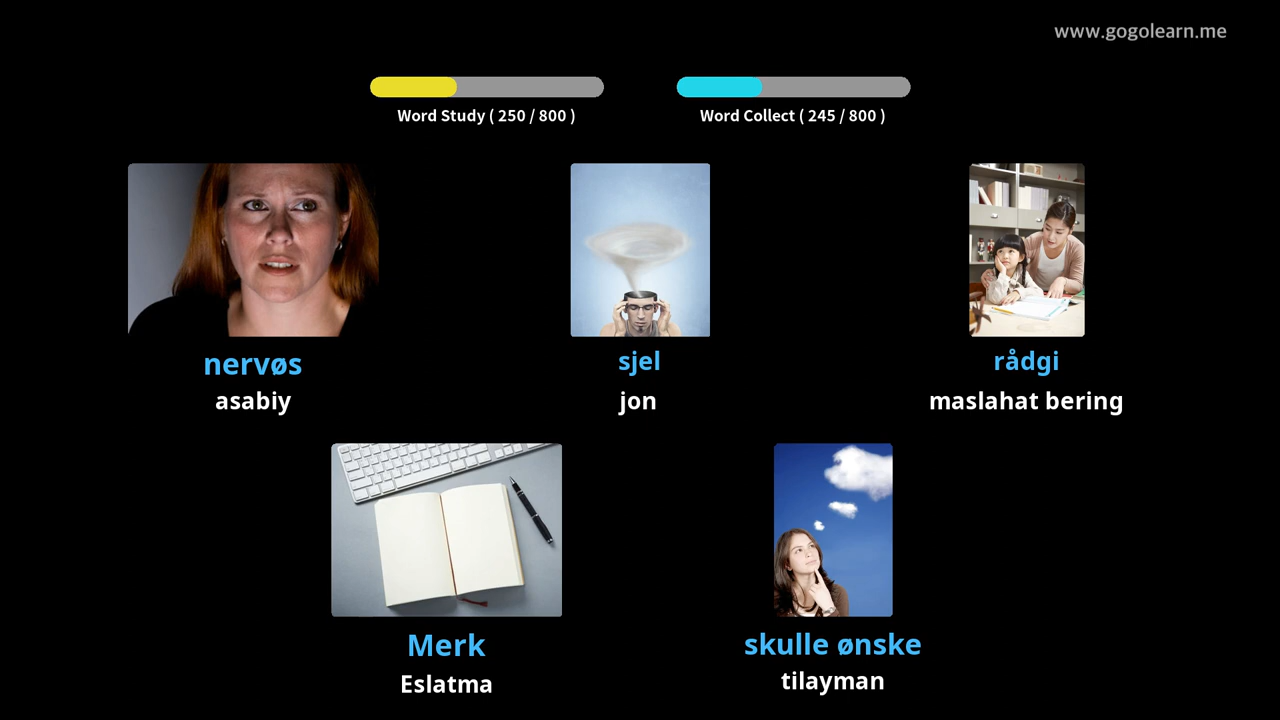 www.gogolearn.me
Word Study ( 250 / 800 )
Word Collect ( 245 / 800 )
nervøs
asabiy
sjel
jon
rådgi
maslahat bering
Merk
Eslatma
skulle ønske
tilayman